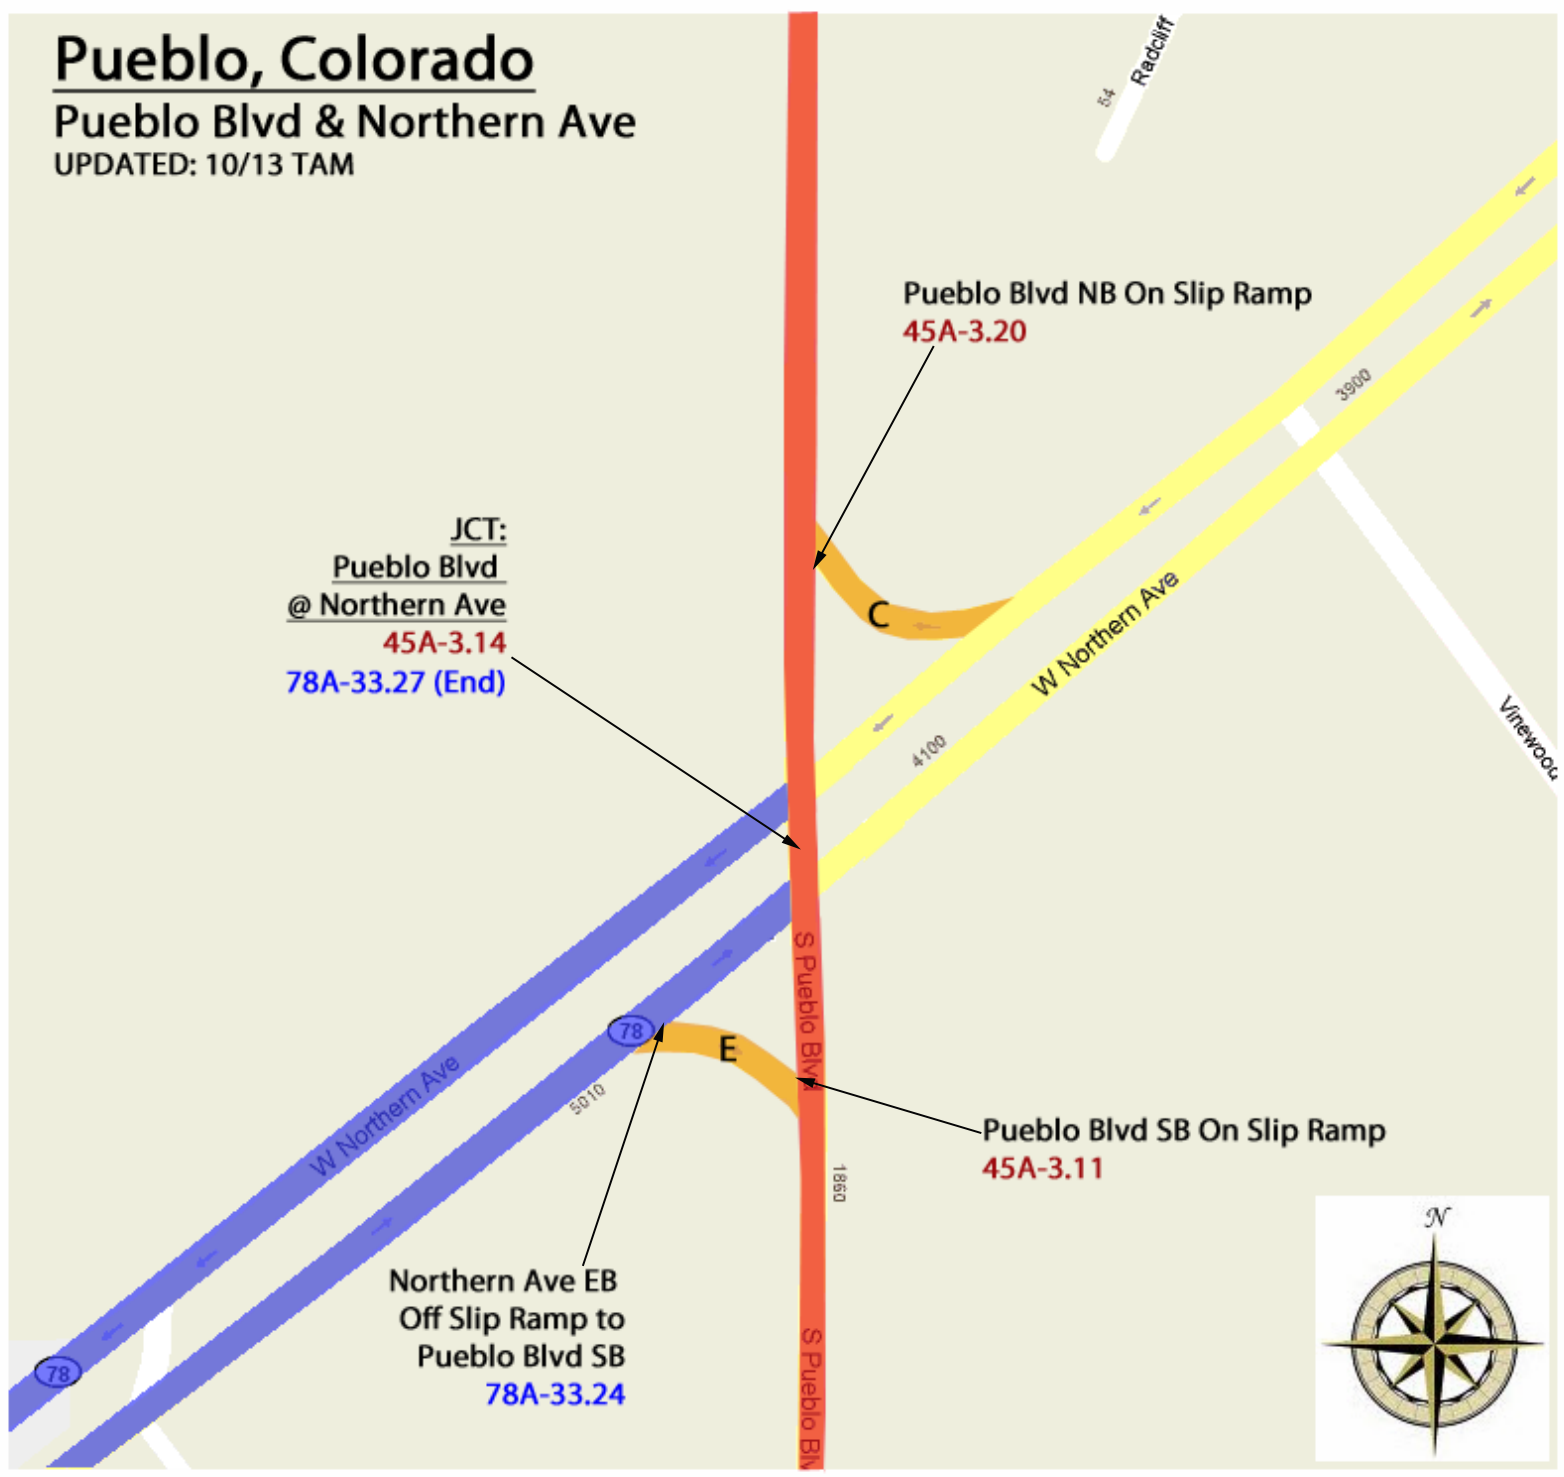 Pueblo, Colorado
Pueblo Blvd & Northern Ave
UPDATED: 10/13 TAM
54
Radcliff
Pueblo Blvd NB On Slip Ramp
45A-3.20
3900
JCT:
Pueblo Blvd
@ Northern Ave
45A-3.14
78A-33.27 (End)
C
W Northern Ave
4100
Vinewood
S Pueblo Blvd
78
E
5010
W Northern Ave
Pueblo Blvd SB On Slip Ramp
45A-3.11
1860
N
Northern Ave EB
Off Slip Ramp to
Pueblo Blvd SB
78A-33.24
78
S Pueblo Blv